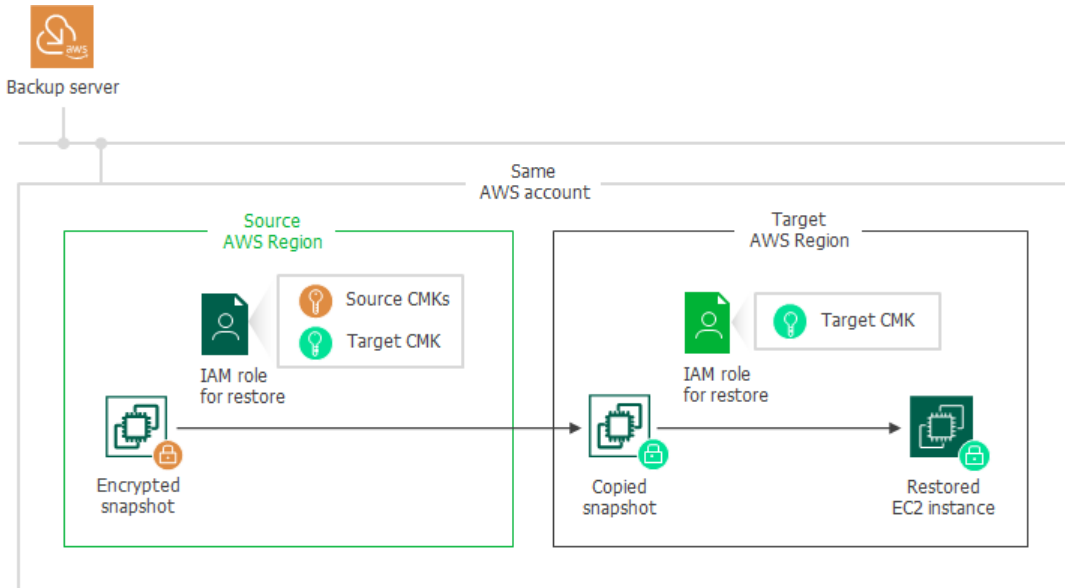 aws
Backup server
Same
AWS account
Source
AWS Region
Target
AWS Region
Source CMKs
Target CMK
IAM role
for restore
Target CMK
IAM role
for restore
Encrypted
snapshot
Copied
snapshot
Restored
EC2 instance